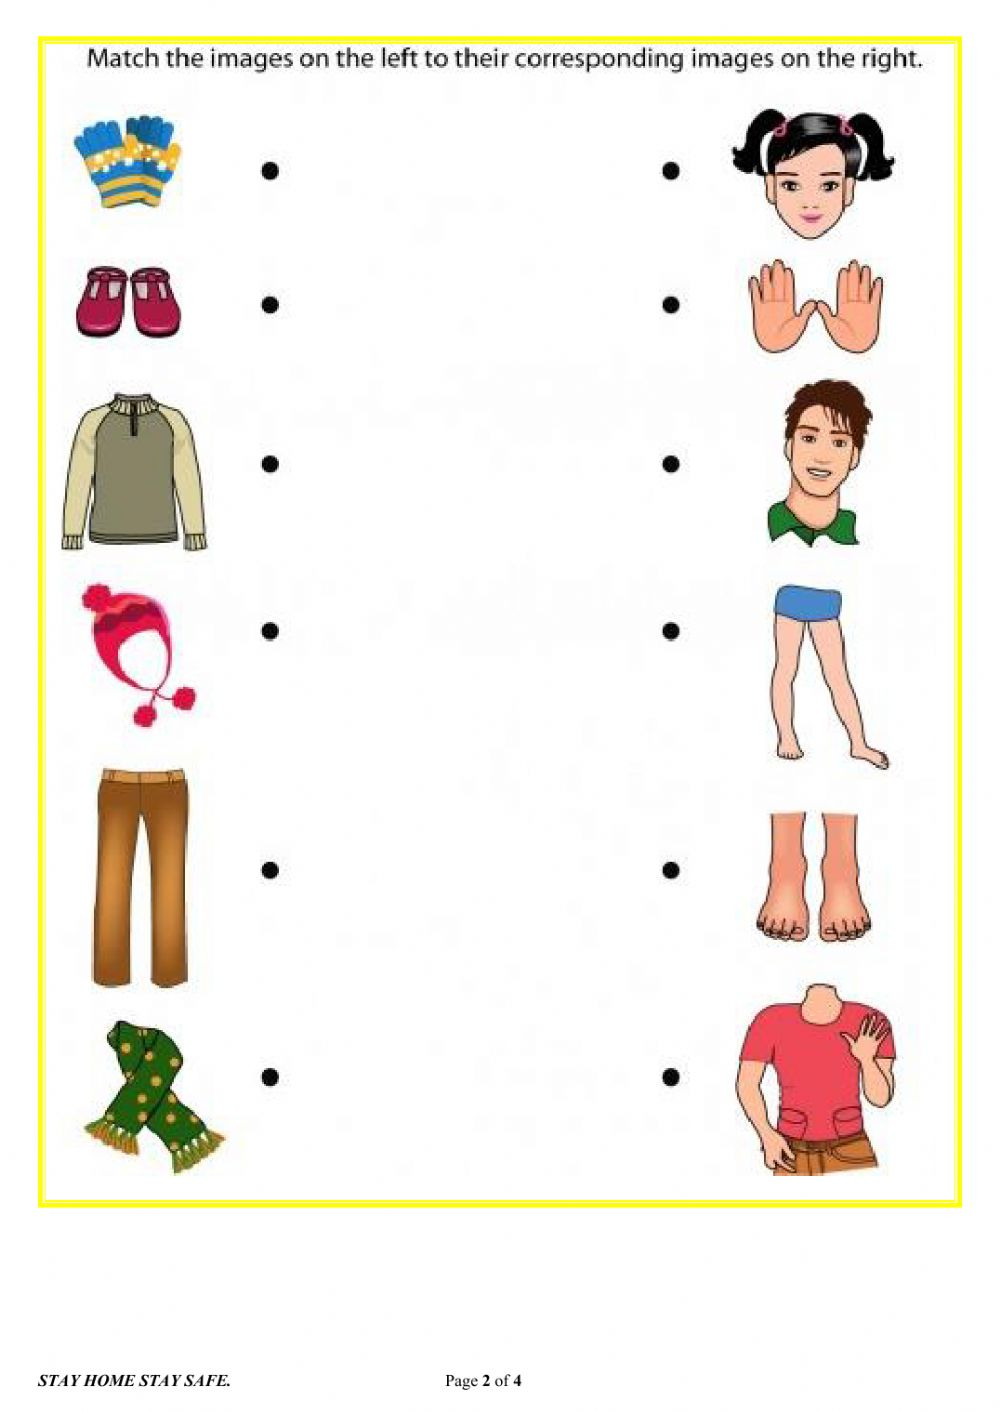 Match the images on the left to their corresponding images on the right.
STAY HOME STAY SAFE. Page 2 of 4